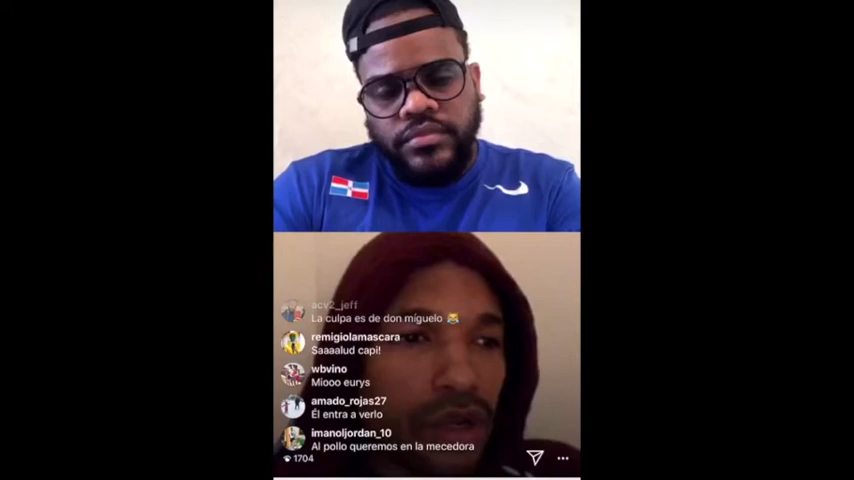 acv2_jeff
La culpa es de don míguelo 😹
remigiolamascara
Saaaalud capi!
wbvino
Miooo eurys
amado_rojas27
Él entra a verlo
imanoljordan_10
Al pollo queremos en la mecedora
1704